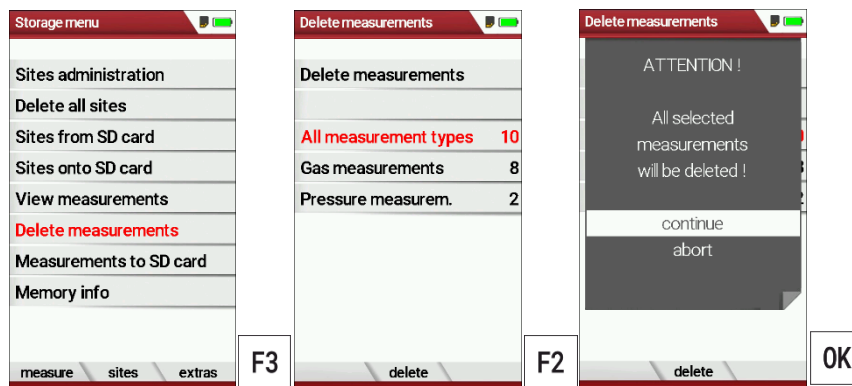 Storage menu
Sites administration
Delete all sites
Sites from SD card
Sites onto SD card
View measurements
Delete measurements
Measurements to SD card
Memory info
measure sites extras
F3
Delete measurements
Delete measurements
All measurement types 10
Gas measurements 8
Pressure measurem. 2
delete
F2
Delete measurements
ATTENTION !
All selected
measurements
will be deleted !
continue
abort
delete
OK